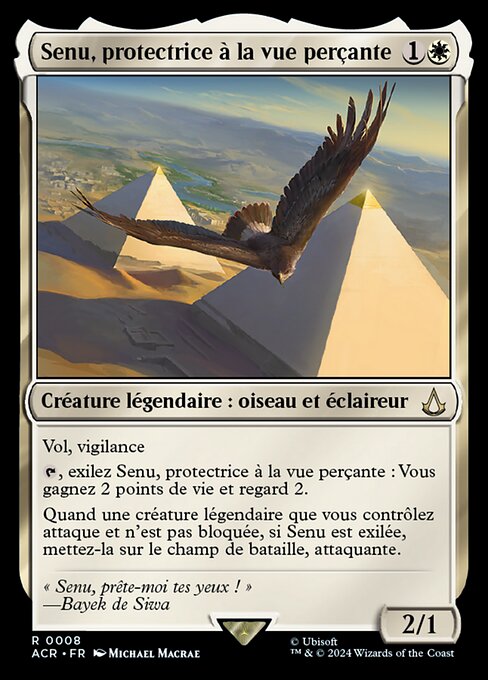 Senu, protectrice à la vue perçante 1
Créature légendaire : oiseau et éclaireur
Vol, vigilance
, exilez Senu, protectrice à la vue perçante : Vous
gagnez 2 points de vie et regard 2.
Quand une créature légendaire que vous contrôlez
attaque et n'est pas bloquée, si Senu est exilée,
mettez-la sur le champ de bataille, attaquante.
« Senu, prête-moi tes yeux ! »
—Bayek de Siwa
2/1
R 0008
ACR • FR Michael Macrae
© Ubisoft
™ & © 2024 Wizards of the Coast